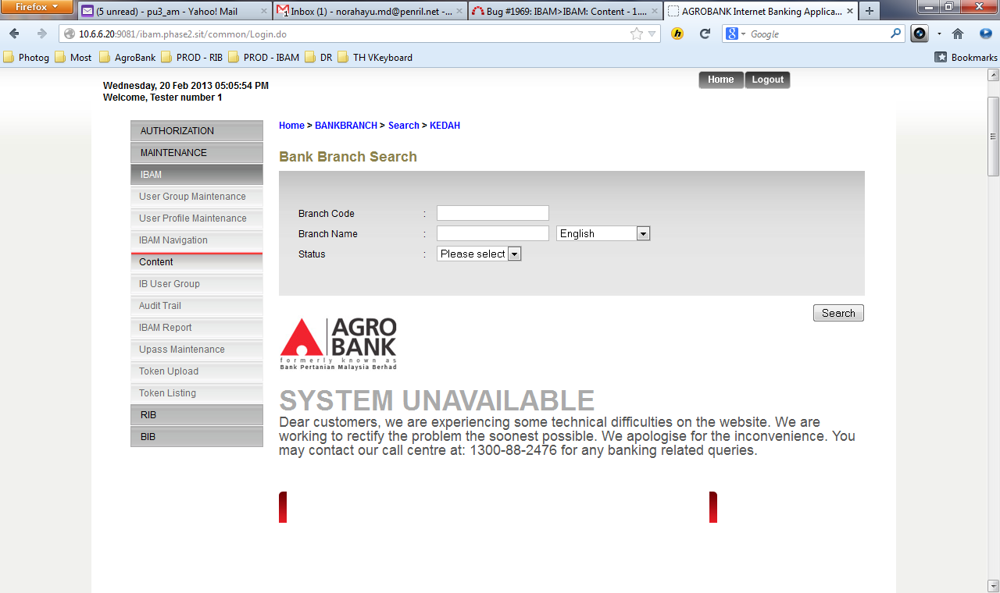 Firefox
(5 unread) - pu3_am - Yahoo! Mail
Inbox (1) - norahayu.md@penril.net -...
Bug #1969: IBAM>IBAM: Content - 1....
AGROBANK Internet Banking Applica...
10.6.6.20:9081/ibam.phase2.sit/common/Login.do
Google
Photog
Most
AgroBank
PROD - RIB
PROD - IBAM
DR
TH VKeyboard
Bookmarks
Wednesday, 20 Feb 2013 05:05:54 PM
Welcome, Tester number 1
Home
Logout
AUTHORIZATION
MAINTENANCE
IBAM
User Group Maintenance
User Profile Maintenance
IBAM Navigation
Content
IB User Group
Audit Trail
IBAM Report
Upass Maintenance
Token Upload
Token Listing
RIB
BIB
Home > BANKBRANCH > Search > KEDAH
Bank Branch Search
Branch Code :
Branch Name : English
Status : Please select
Search
AGRO
BANK
formerly known as
Bank Pertanian Malaysia Berhad
SYSTEM UNAVAILABLE
Dear customers, we are experiencing some technical difficulties on the website. We are
working to rectify the problem the soonest possible. We apologise for the inconvenience. You
may contact our call centre at: 1300-88-2476 for any banking related queries.